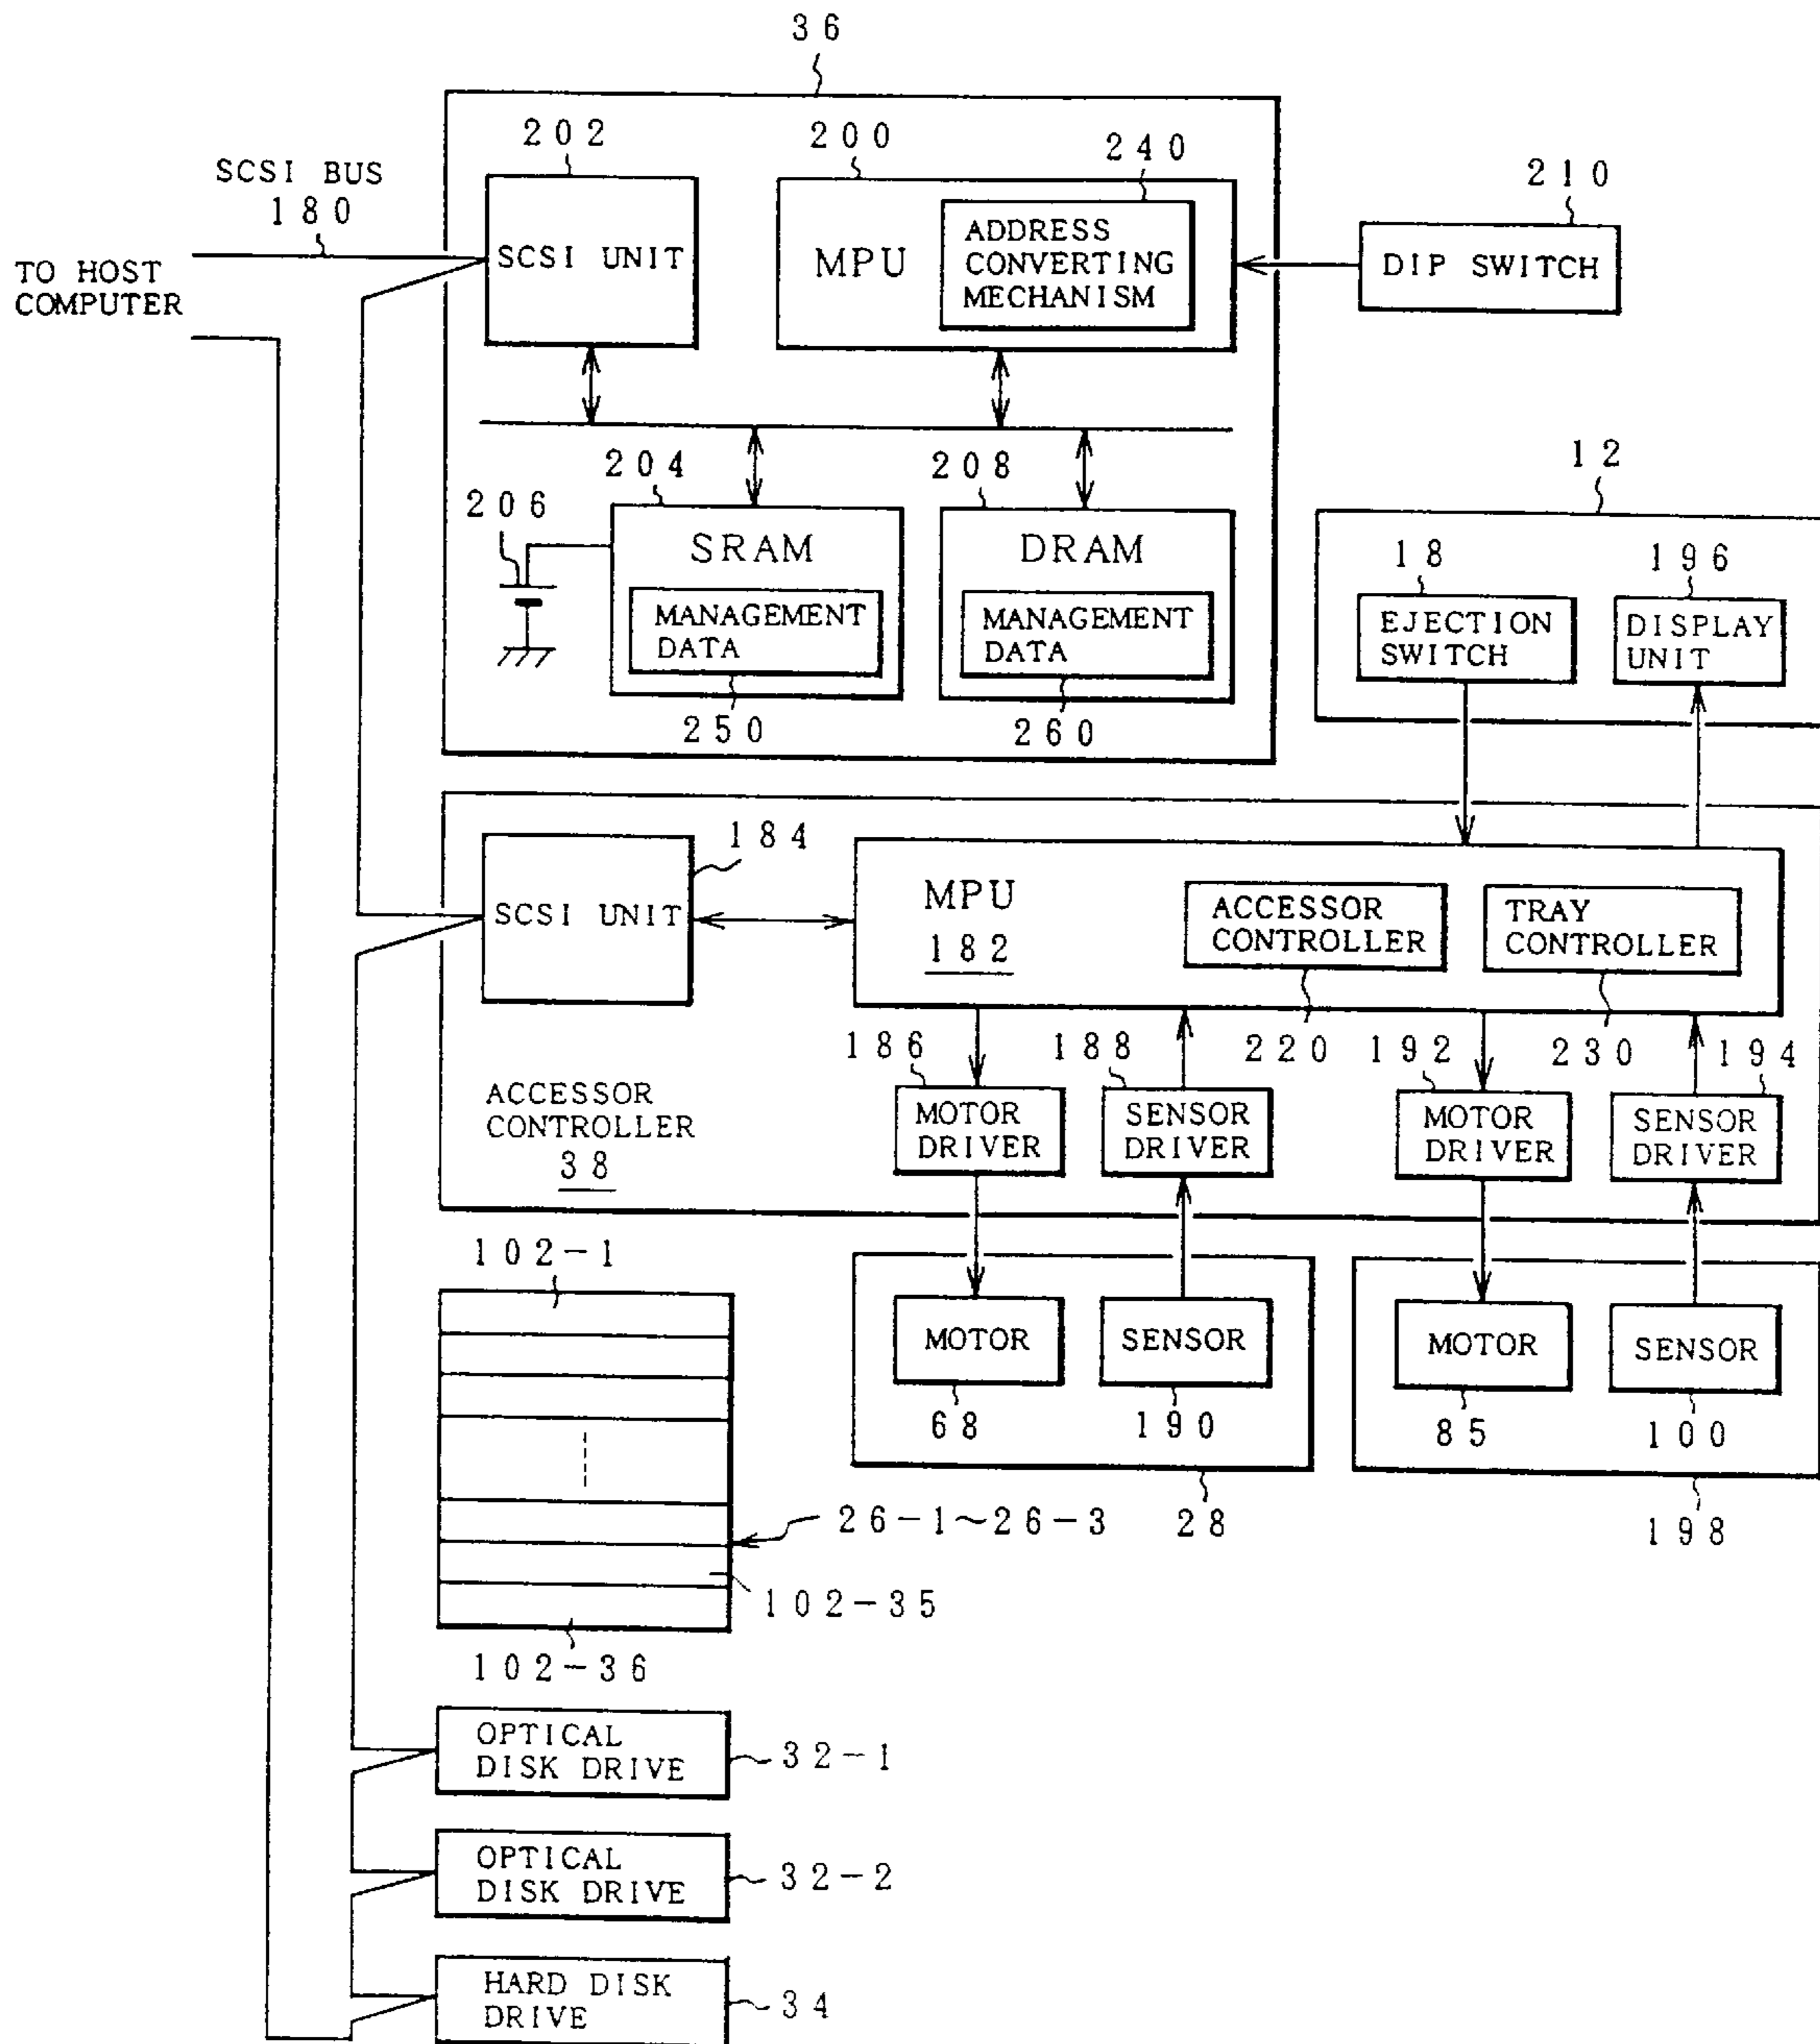 36
202
200
240
SCSI BUS
180
210
TO HOST
COMPUTER
SCSI UNIT
MPU
ADDRESS
CONVERTING
MECHANISM
DIP SWITCH
204
208
12
206
SRAM
DRAM
18
196
MANAGEMENT
DATA
MANAGEMENT
DATA
EJECTION
SWITCH
DISPLAY
UNIT
250
260
184
SCSI UNIT
MPU
182
ACCESSOR
CONTROLLER
TRAY
CONTROLLER
186
188
220
192
230
194
ACCESSOR
CONTROLLER
38
MOTOR
DRIVER
SENSOR
DRIVER
MOTOR
DRIVER
SENSOR
DRIVER
102-1
MOTOR
SENSOR
MOTOR
SENSOR
68
190
85
100
26-1~26-3
28
198
102-35
102-36
OPTICAL
DISK DRIVE
32-1
OPTICAL
DISK DRIVE
32-2
HARD DISK
DRIVE
34